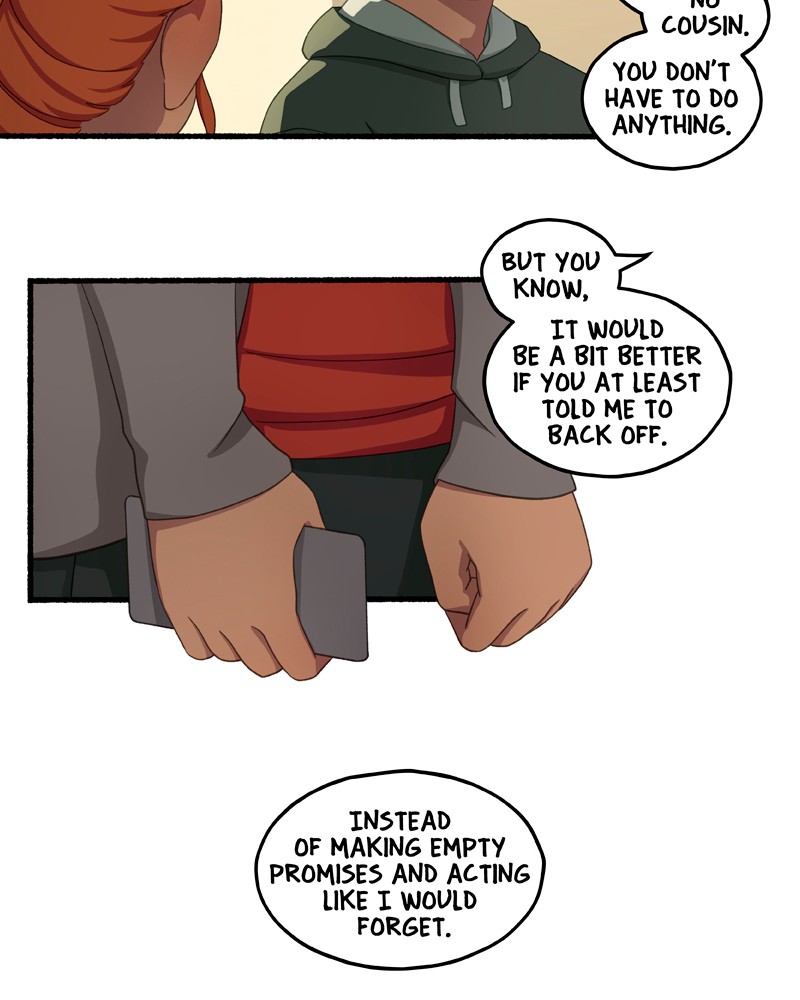 NO
COUSIN.
YOU DON'T
HAVE TO DO
ANYTHING.
BUT YOU
KNOW,
IT WOULD
BE A BIT BETTER
IF YOU AT LEAST
TOLD ME TO
BACK OFF.
INSTEAD
OF MAKING EMPTY
PROMISES AND ACTING
LIKE I WOULD
FORGET.